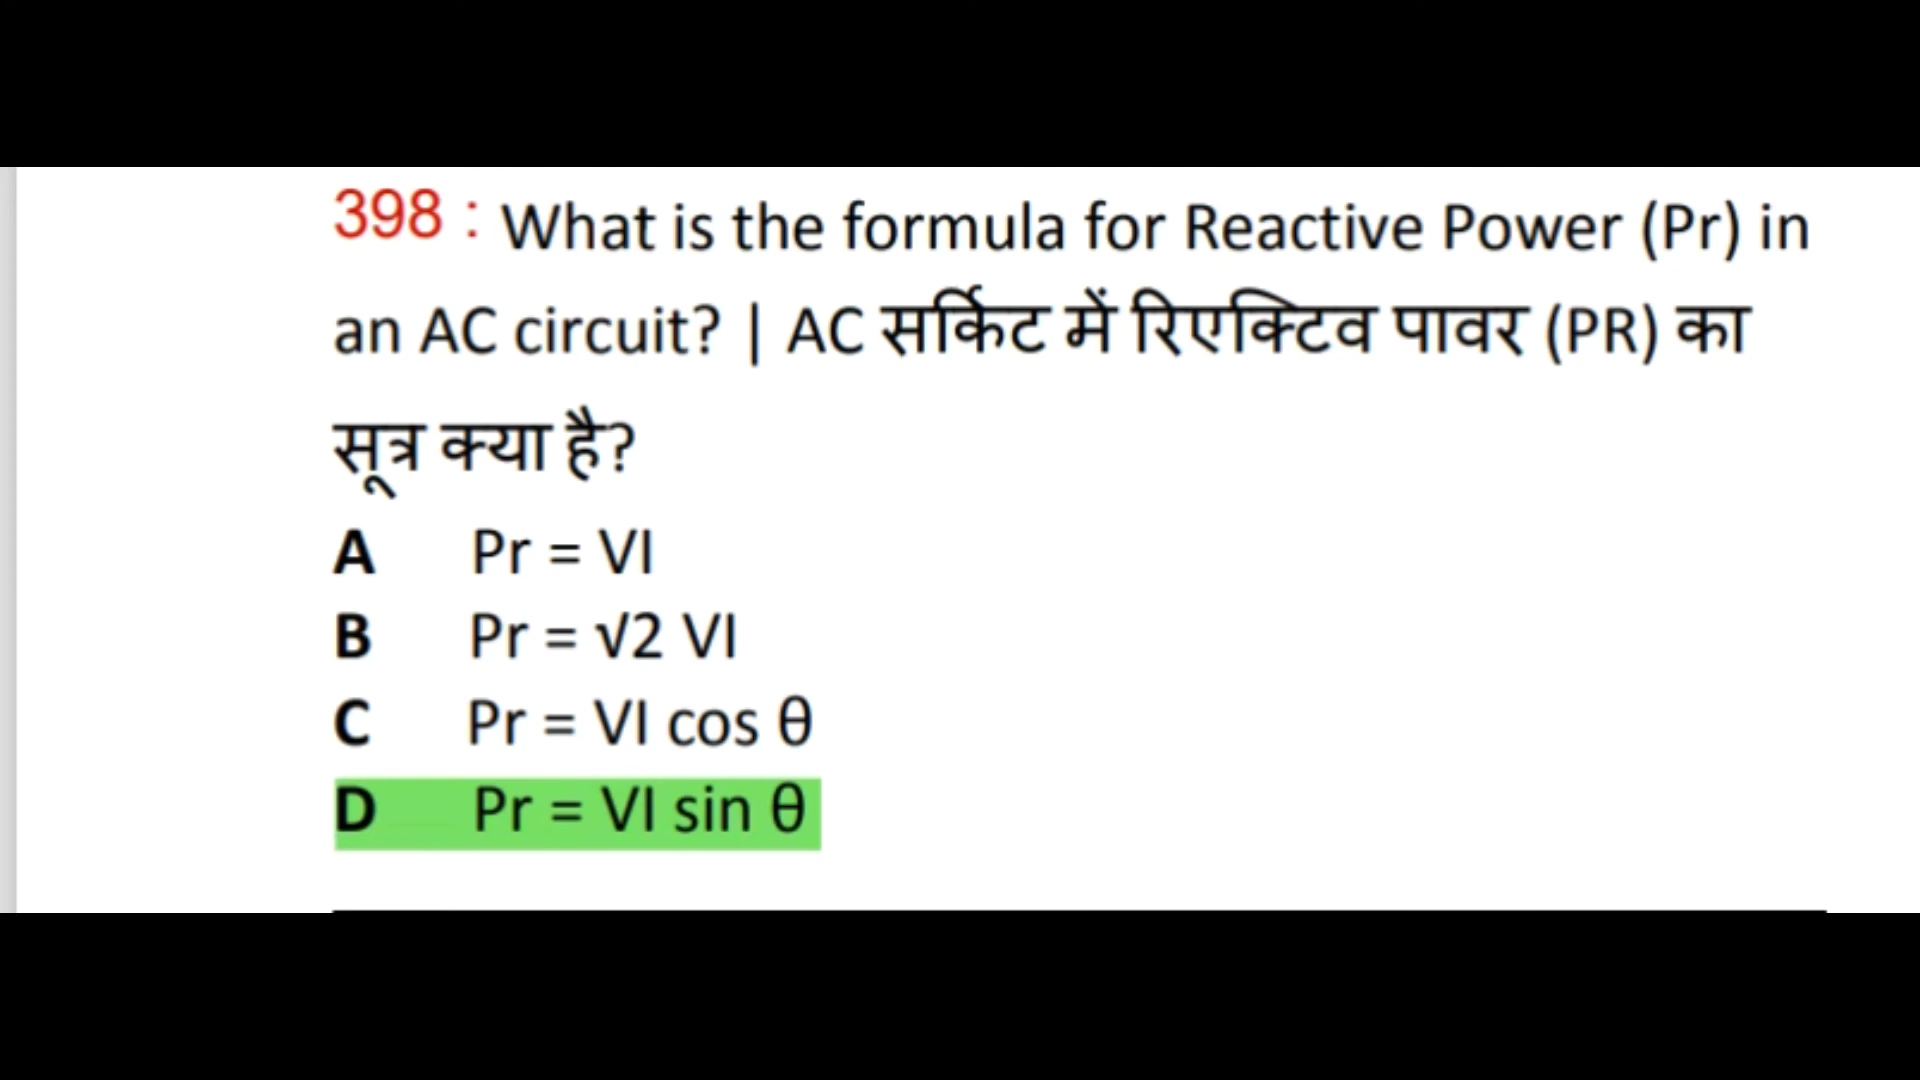 398 : What is the formula for Reactive Power (Pr) in
an AC circuit? | AC सर्किट में रिएक्टिव पावर (PR) का
सूत्र क्या है?
A Pr = VI
B Pr = √2 VI
C Pr = VI cos θ
D Pr = VI sin θ